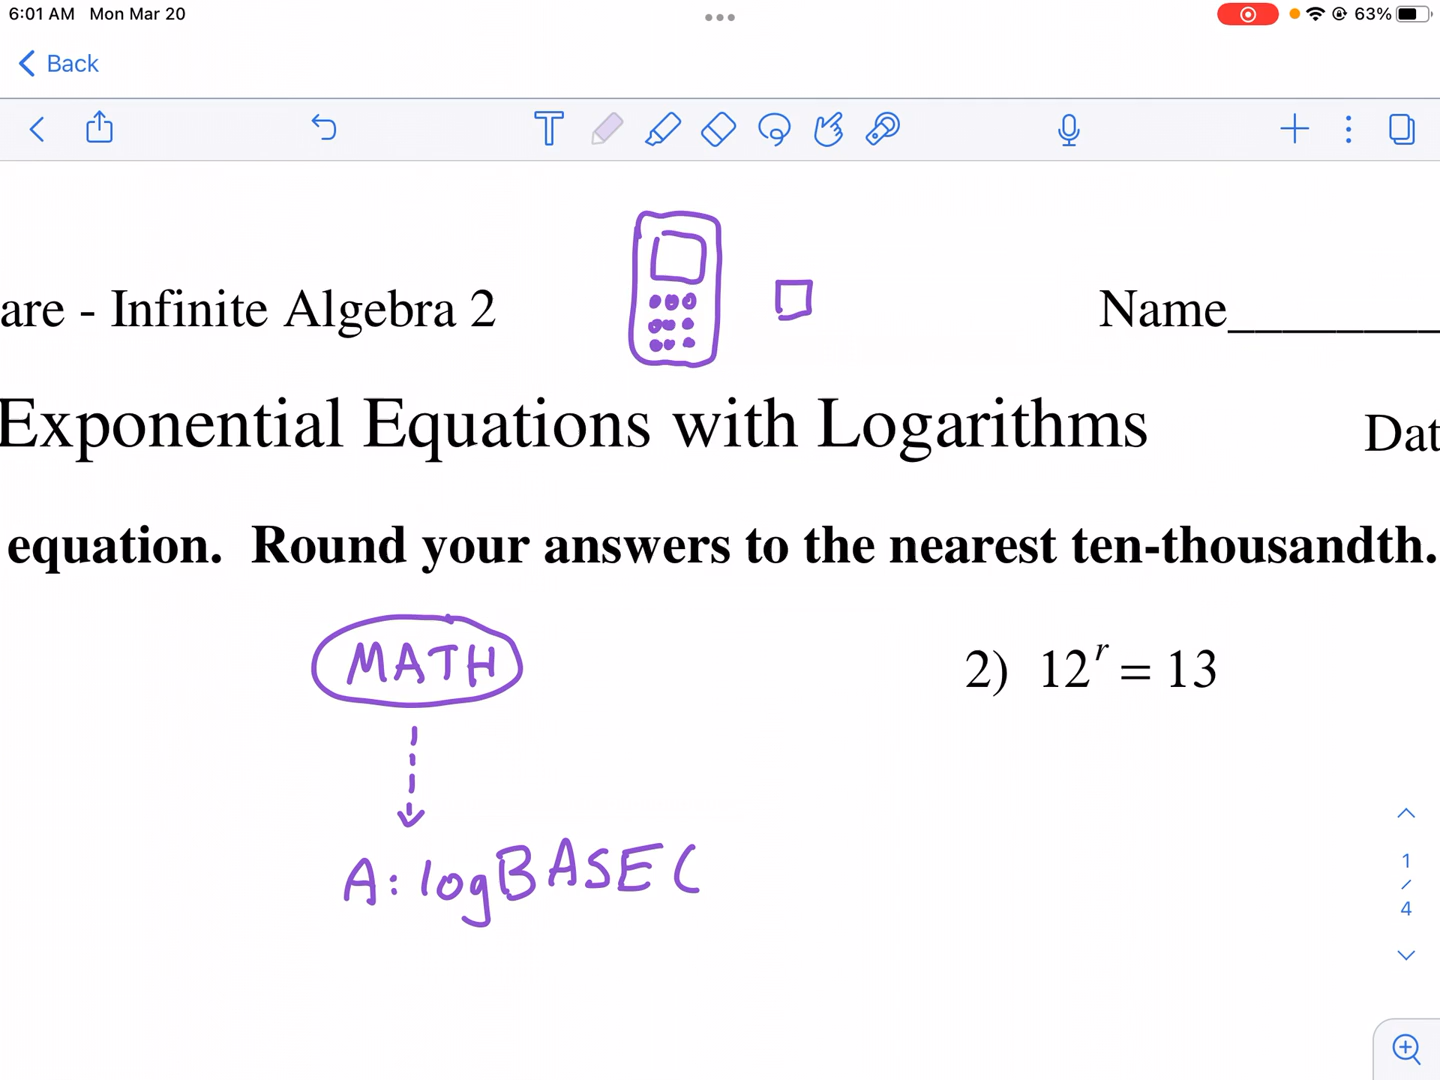 6:01 AM Mon Mar 20
63%
Back
are - Infinite Algebra 2
Name________
Exponential Equations with Logarithms
Dat
equation. Round your answers to the nearest ten-thousandth.
MATH
2) 12^r = 13
A: logBASE(
1
/
4